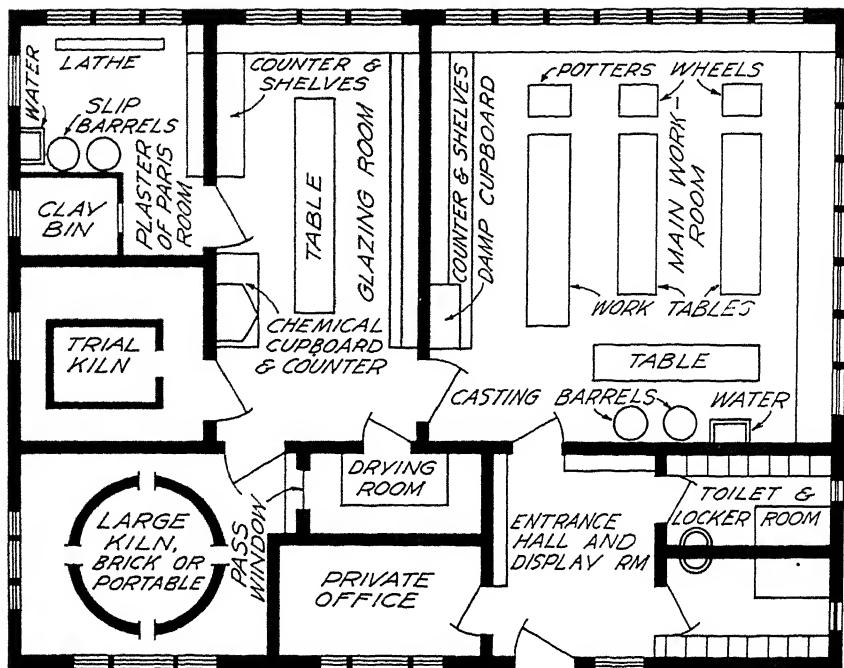 LATHE
WATER
SLIP
BARRELS
PLASTER
OF PARIS
ROOM
CLAY
BIN
COUNTER &
SHELVES
TABLE
GLAZING ROOM
CHEMICAL
CUPBOARD
& COUNTER
COUNTER & SHELVES
DAMP CUPBOARD
POTTERS WHEELS
MAIN WORK-
ROOM
WORK TABLES
TABLE
CASTING BARRELS
WATER
TRIAL
KILN
LARGE
KILN,
BRICK OR
PORTABLE
PASS
WINDOW
DRYING
ROOM
PRIVATE
OFFICE
ENTRANCE
HALL AND
DISPLAY RM
TOILET &
LOCKER ROOM